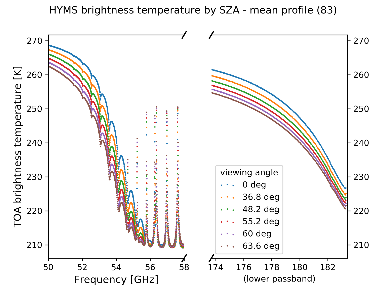 HYMS brightness temperature by SZA - mean profile (83)
TOA brightness temperature [K]
270
260
250
240
230
220
210
270
260
250
240
230
220
210
viewing angle
0 deg
36.8 deg
48.2 deg
55.2 deg
60 deg
63.6 deg
50 52 54 56 58
174 176 178 180 182
Frequency [GHz]
(lower passband)